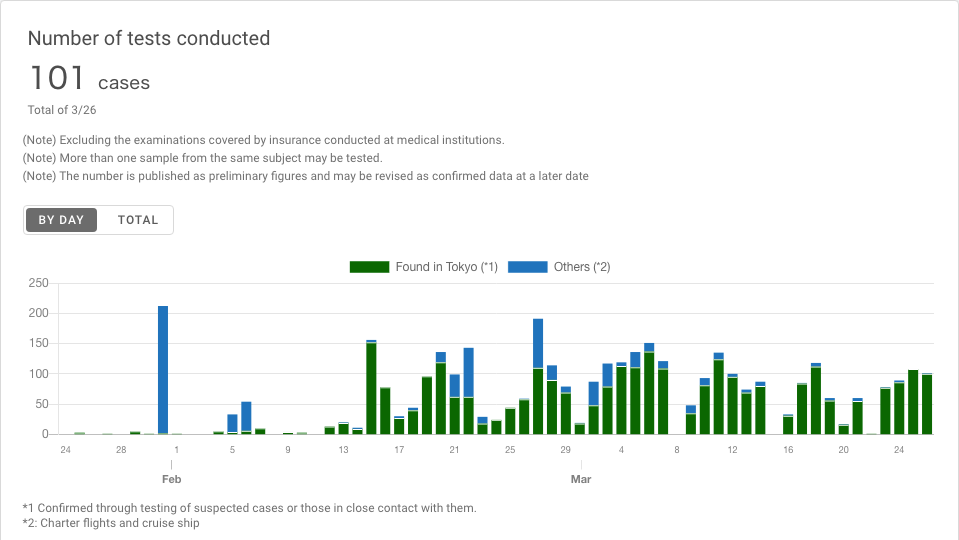 Number of tests conducted
101 cases
Total of 3/26
(Note) Excluding the examinations covered by insurance conducted at medical institutions.
(Note) More than one sample from the same subject may be tested.
(Note) The number is published as preliminary figures and may be revised as confirmed data at a later date
BY DAY TOTAL
Found in Tokyo (*1) Others (*2)
250
200
150
100
50
0
24 28 1 5 9 13 17 21 25 29 4 8 12 16 20 24
Feb Mar
*1 Confirmed through testing of suspected cases or those in close contact with them.
*2: Charter flights and cruise ship